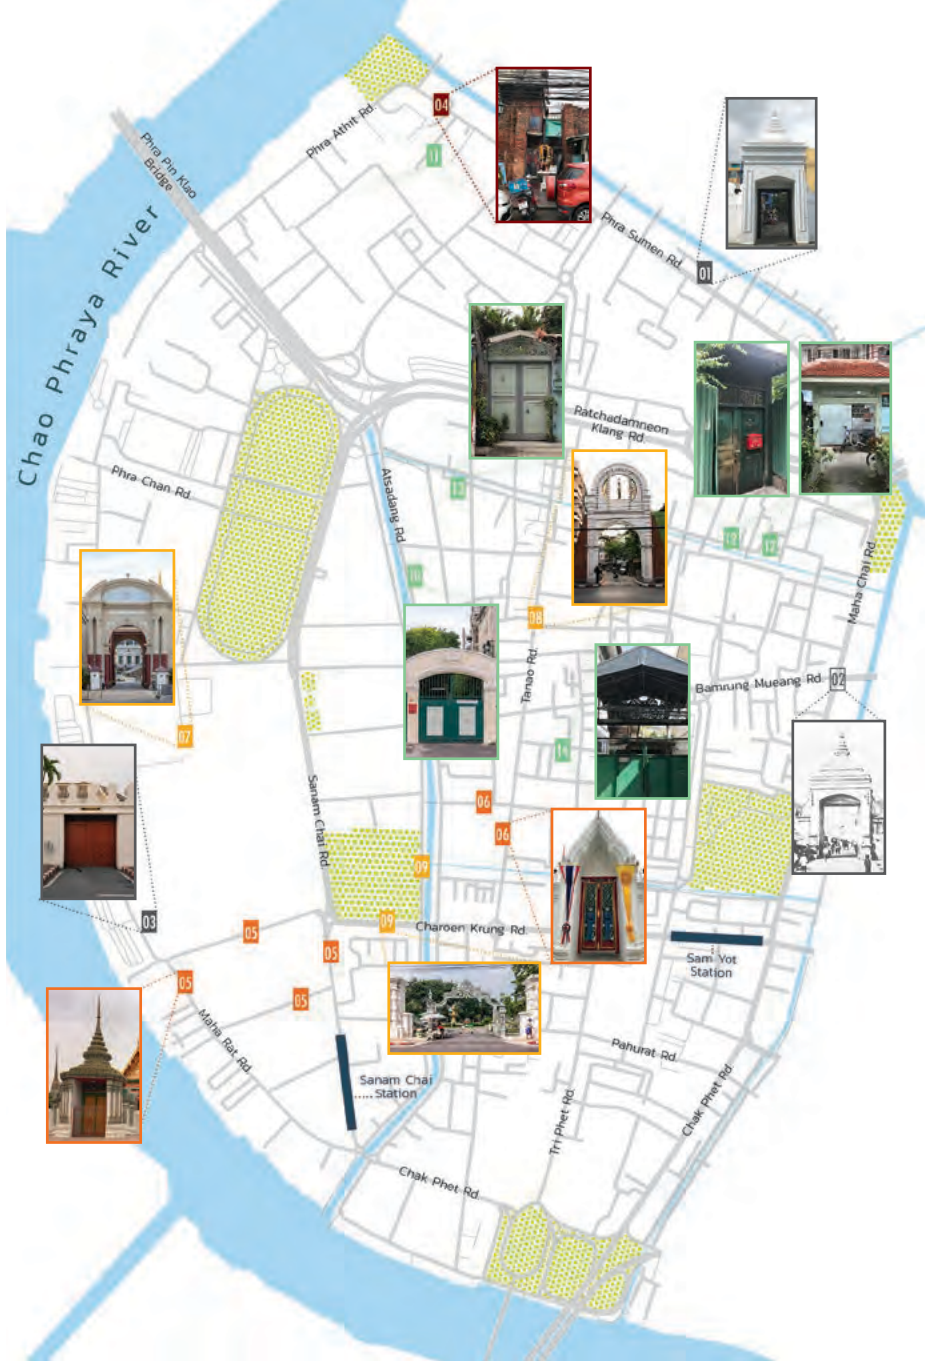 04
Phra Athit Rd.
11
Phra Pin Klao
Bridge
Phra Sumen Rd.
01
Chao Phraya River
Ratchadamneon
Klang Rd.
Phra Chan Rd.
Atsadang Rd.
13
12
Maha Chai Rd.
10
08
Tanao Rd.
Bamrung Mueang Rd.
02
07
14
Sanam Chai Rd.
06
06
09
03
05
09
Charoen Krung Rd.
05
Sam Yot
Station
05
05
Maha Rat Rd.
Pahurat Rd.
Sanam Chai
Station
Tri Phet Rd.
Chak Phet Rd.
Chak Phet Rd.